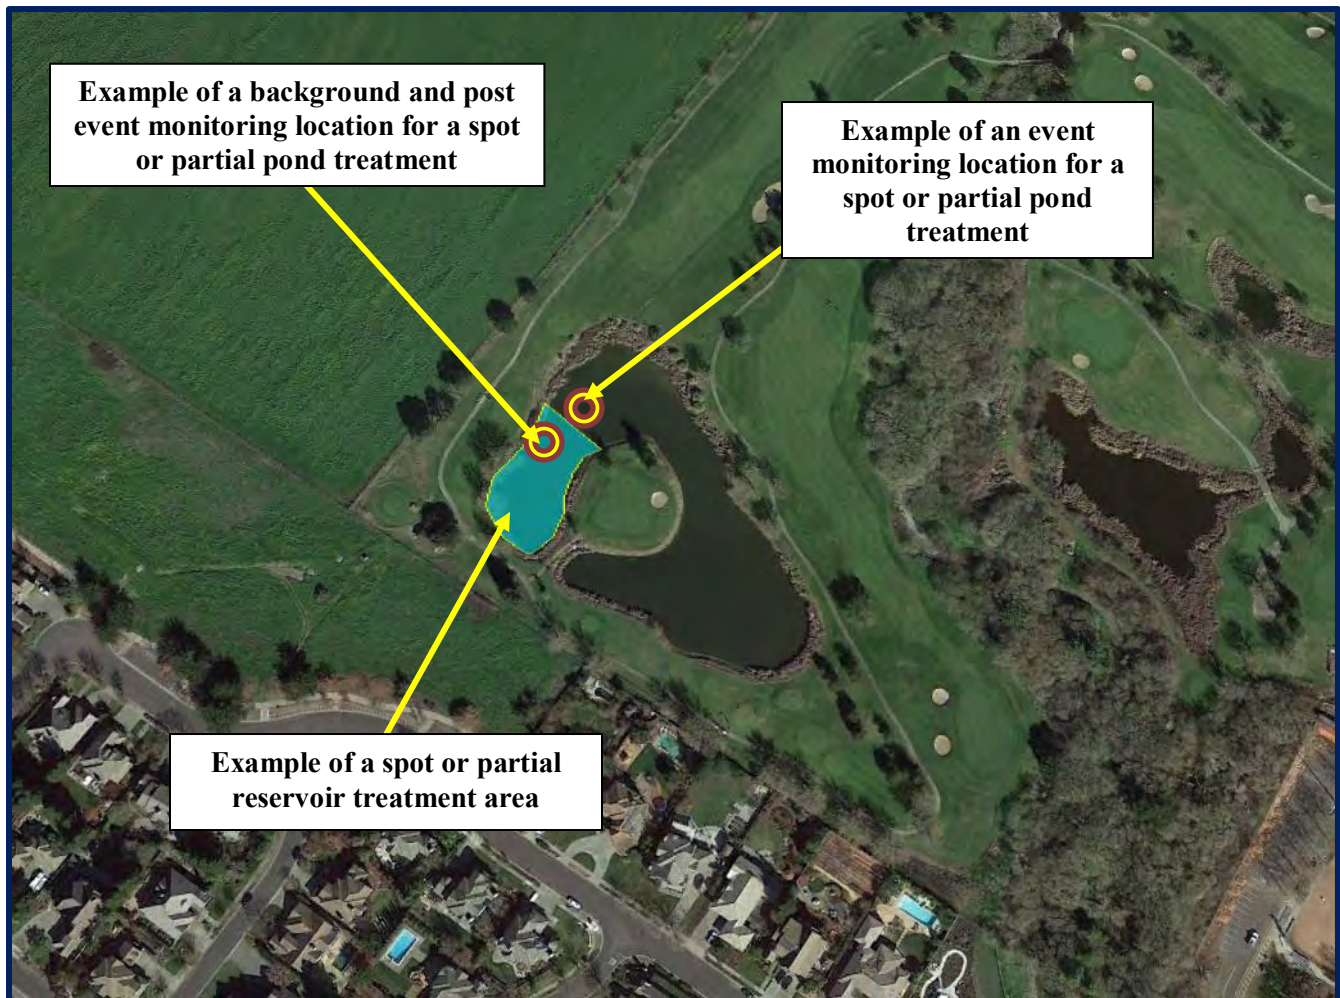 Example of a background and post
event monitoring location for a spot
or partial pond treatment
Example of an event
monitoring location for a
spot or partial pond
treatment
Example of a spot or partial
reservoir treatment area